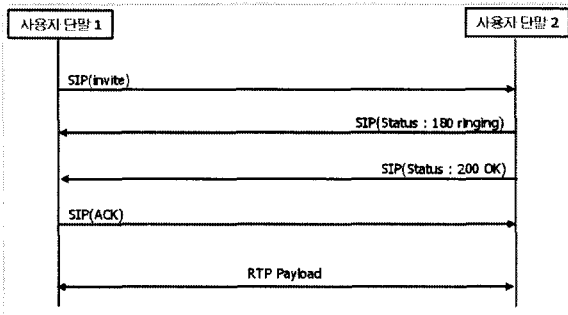 사용자 단말 1
사용자 단말 2
SIP(invite)
SIP(Status : 180 ringing)
SIP(Status : 200 OK)
SIP(ACK)
RTP Payload